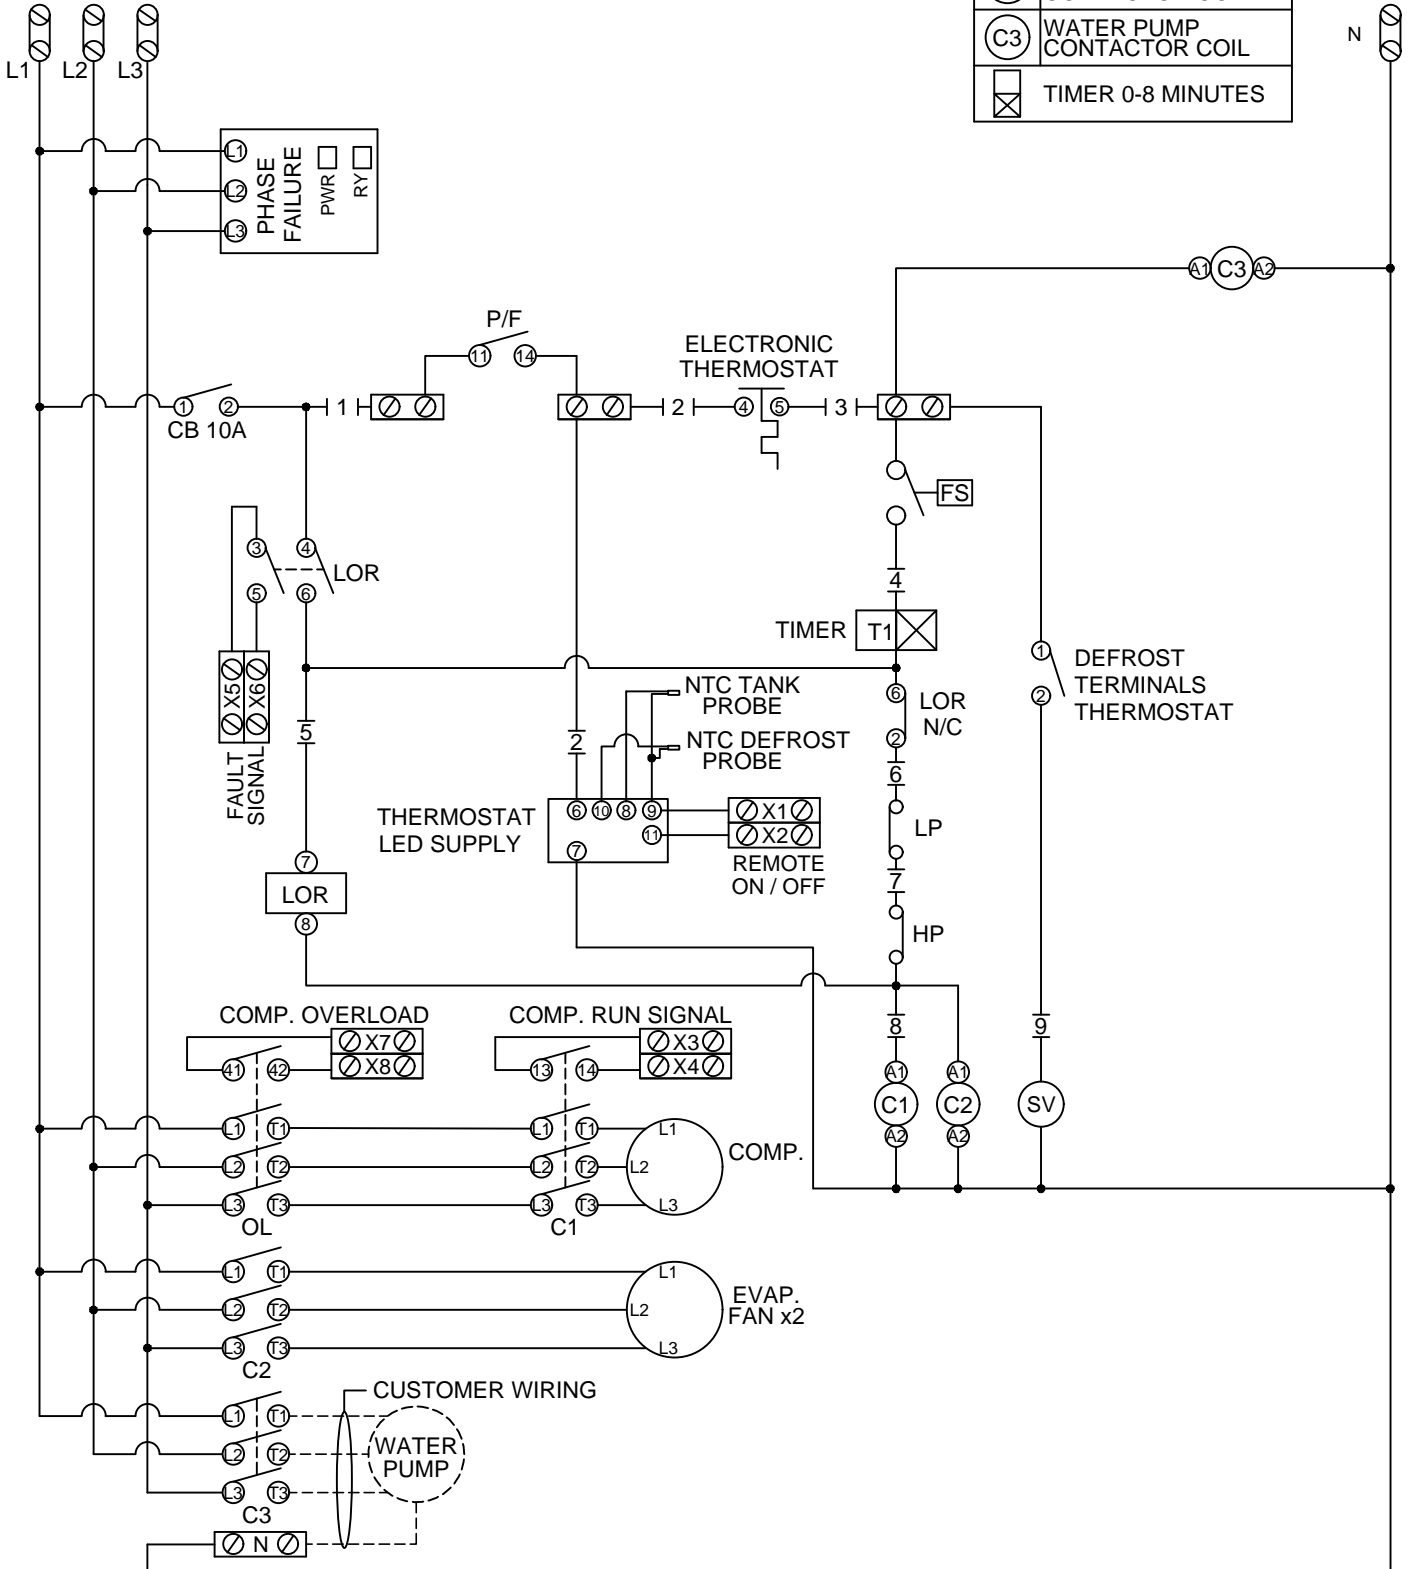 C3
WATER PUMP
CONTACTOR COIL
TIMER 0-8 MINUTES
N
L1
L2
L3
L1
L2
L3
PHASE
FAILURE
PWR
RY
A1
C3
A2
P/F
11
14
ELECTRONIC
THERMOSTAT
1
2
CB 10A
1
2
4
5
3
FS
3
4
LOR
5
6
4
TIMER
T1
X5
X6
FAULT
SIGNAL
5
2
NTC TANK
PROBE
NTC DEFROST
PROBE
6
LOR
N/C
2
1
2
DEFROST
TERMINALS
THERMOSTAT
6
LP
7
HP
THERMOSTAT
LED SUPPLY
6
10
8
9
11
7
X1
X2
REMOTE
ON / OFF
7
LOR
8
COMP. OVERLOAD
X7
X8
41
42
COMP. RUN SIGNAL
X3
X4
13
14
8
9
A1
C1
A2
A1
C2
A2
SV
L1
T1
L2
T2
L3
T3
OL
L1
T1
L2
T2
L3
T3
C1
L1
L2
L3
COMP.
L1
T1
L2
T2
L3
T3
C2
L1
L2
L3
EVAP.
FAN x2
CUSTOMER WIRING
L1
T1
L2
T2
L3
T3
C3
WATER
PUMP
N